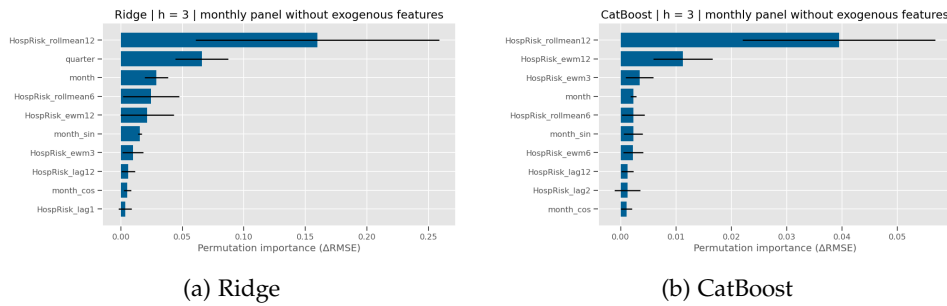 Ridge | h = 3 | monthly panel without exogenous features
HospRisk_rollmean12
quarter
month
HospRisk_rollmean6
HospRisk_ewm12
month_sin
HospRisk_ewm3
HospRisk_lag12
month_cos
HospRisk_lag1
0.00 0.05 0.10 0.15 0.20 0.25
Permutation importance (ΔRMSE)
(a) Ridge
CatBoost | h = 3 | monthly panel without exogenous features
HospRisk_rollmean12
HospRisk_ewm12
HospRisk_ewm3
month
HospRisk_rollmean6
month_sin
HospRisk_ewm6
HospRisk_lag12
HospRisk_lag2
month_cos
0.00 0.01 0.02 0.03 0.04 0.05
Permutation importance (ΔRMSE)
(b) CatBoost